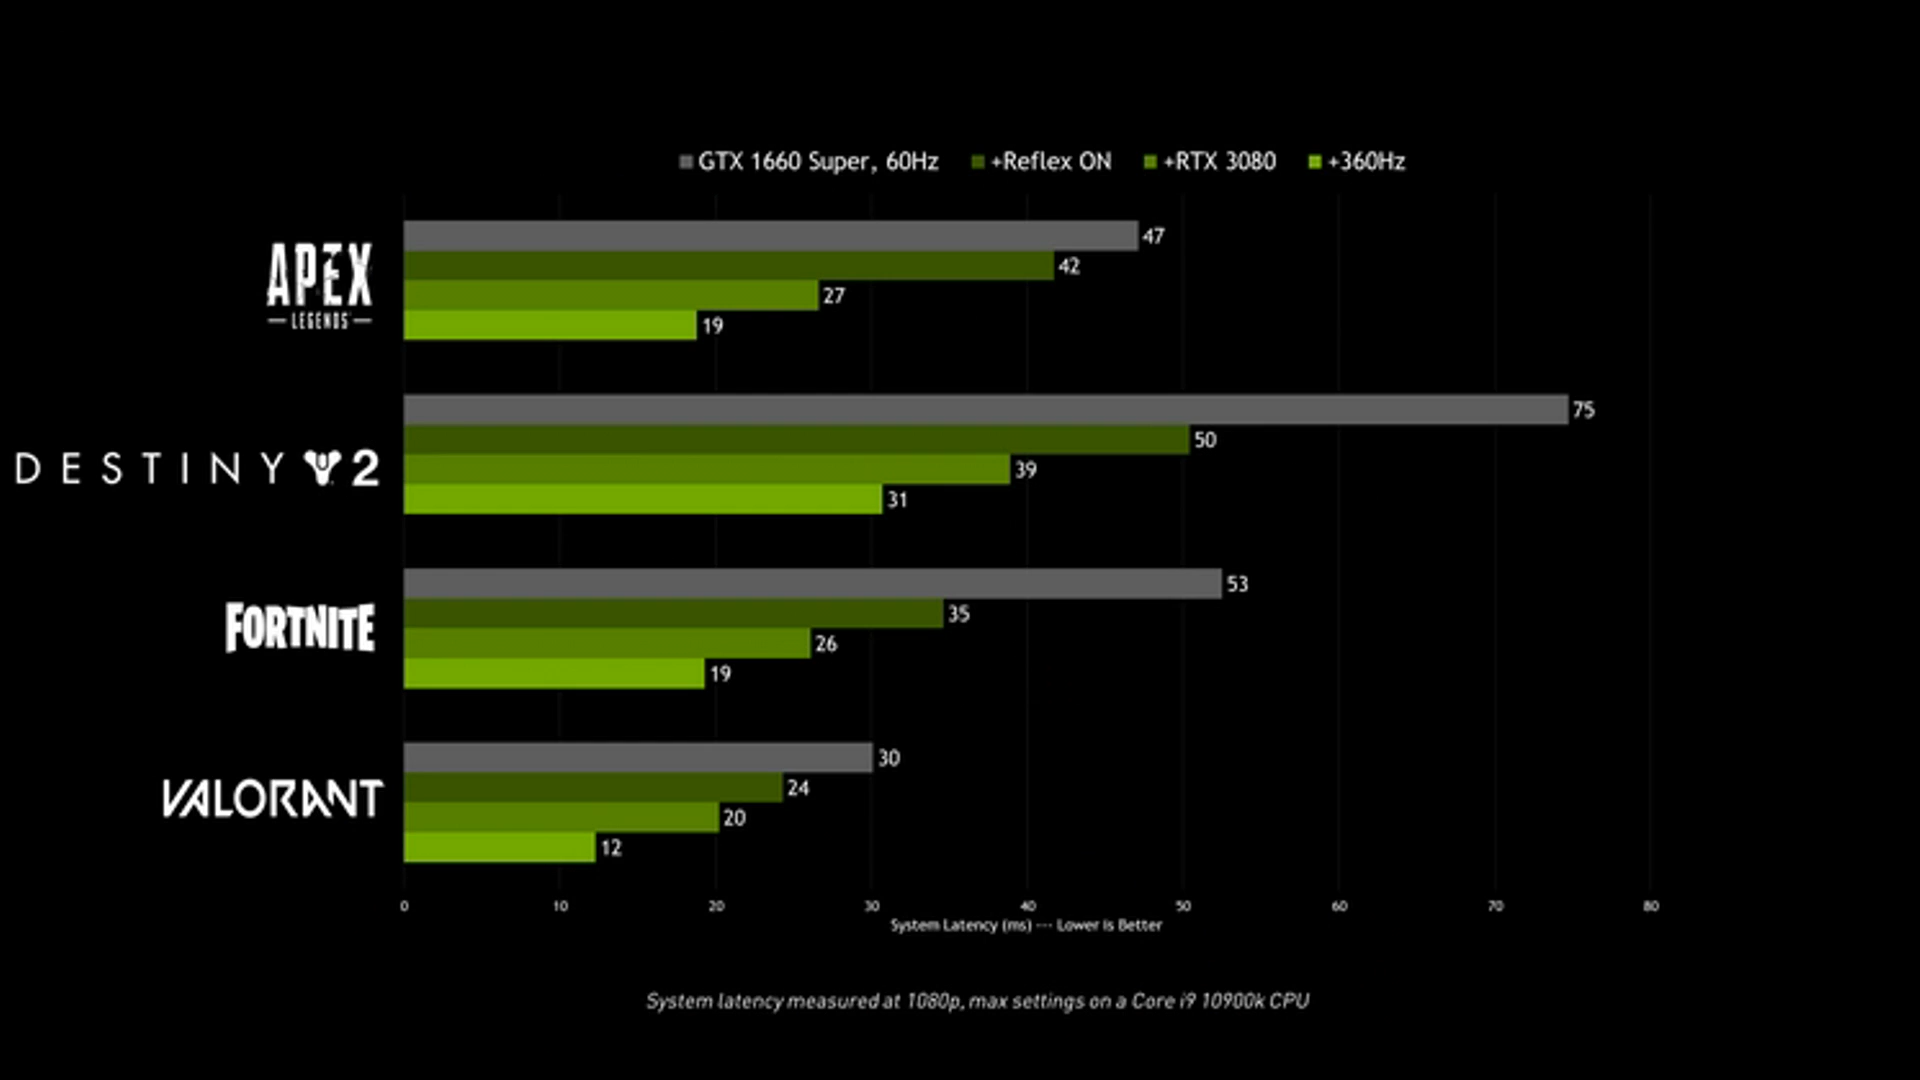 GTX 1660 Super, 60Hz +Reflex ON +RTX 3080 +360Hz
APEX
LEGENDS
47
42
27
19
DESTINY 2
75
50
39
31
FORTNITE
53
35
26
19
VALORANT
30
24
20
12
0 10 20 30 40 50 60 70 80
System Latency (ms) --- Lower is Better
System latency measured at 1080p, max settings on a Core i9 10900k CPU